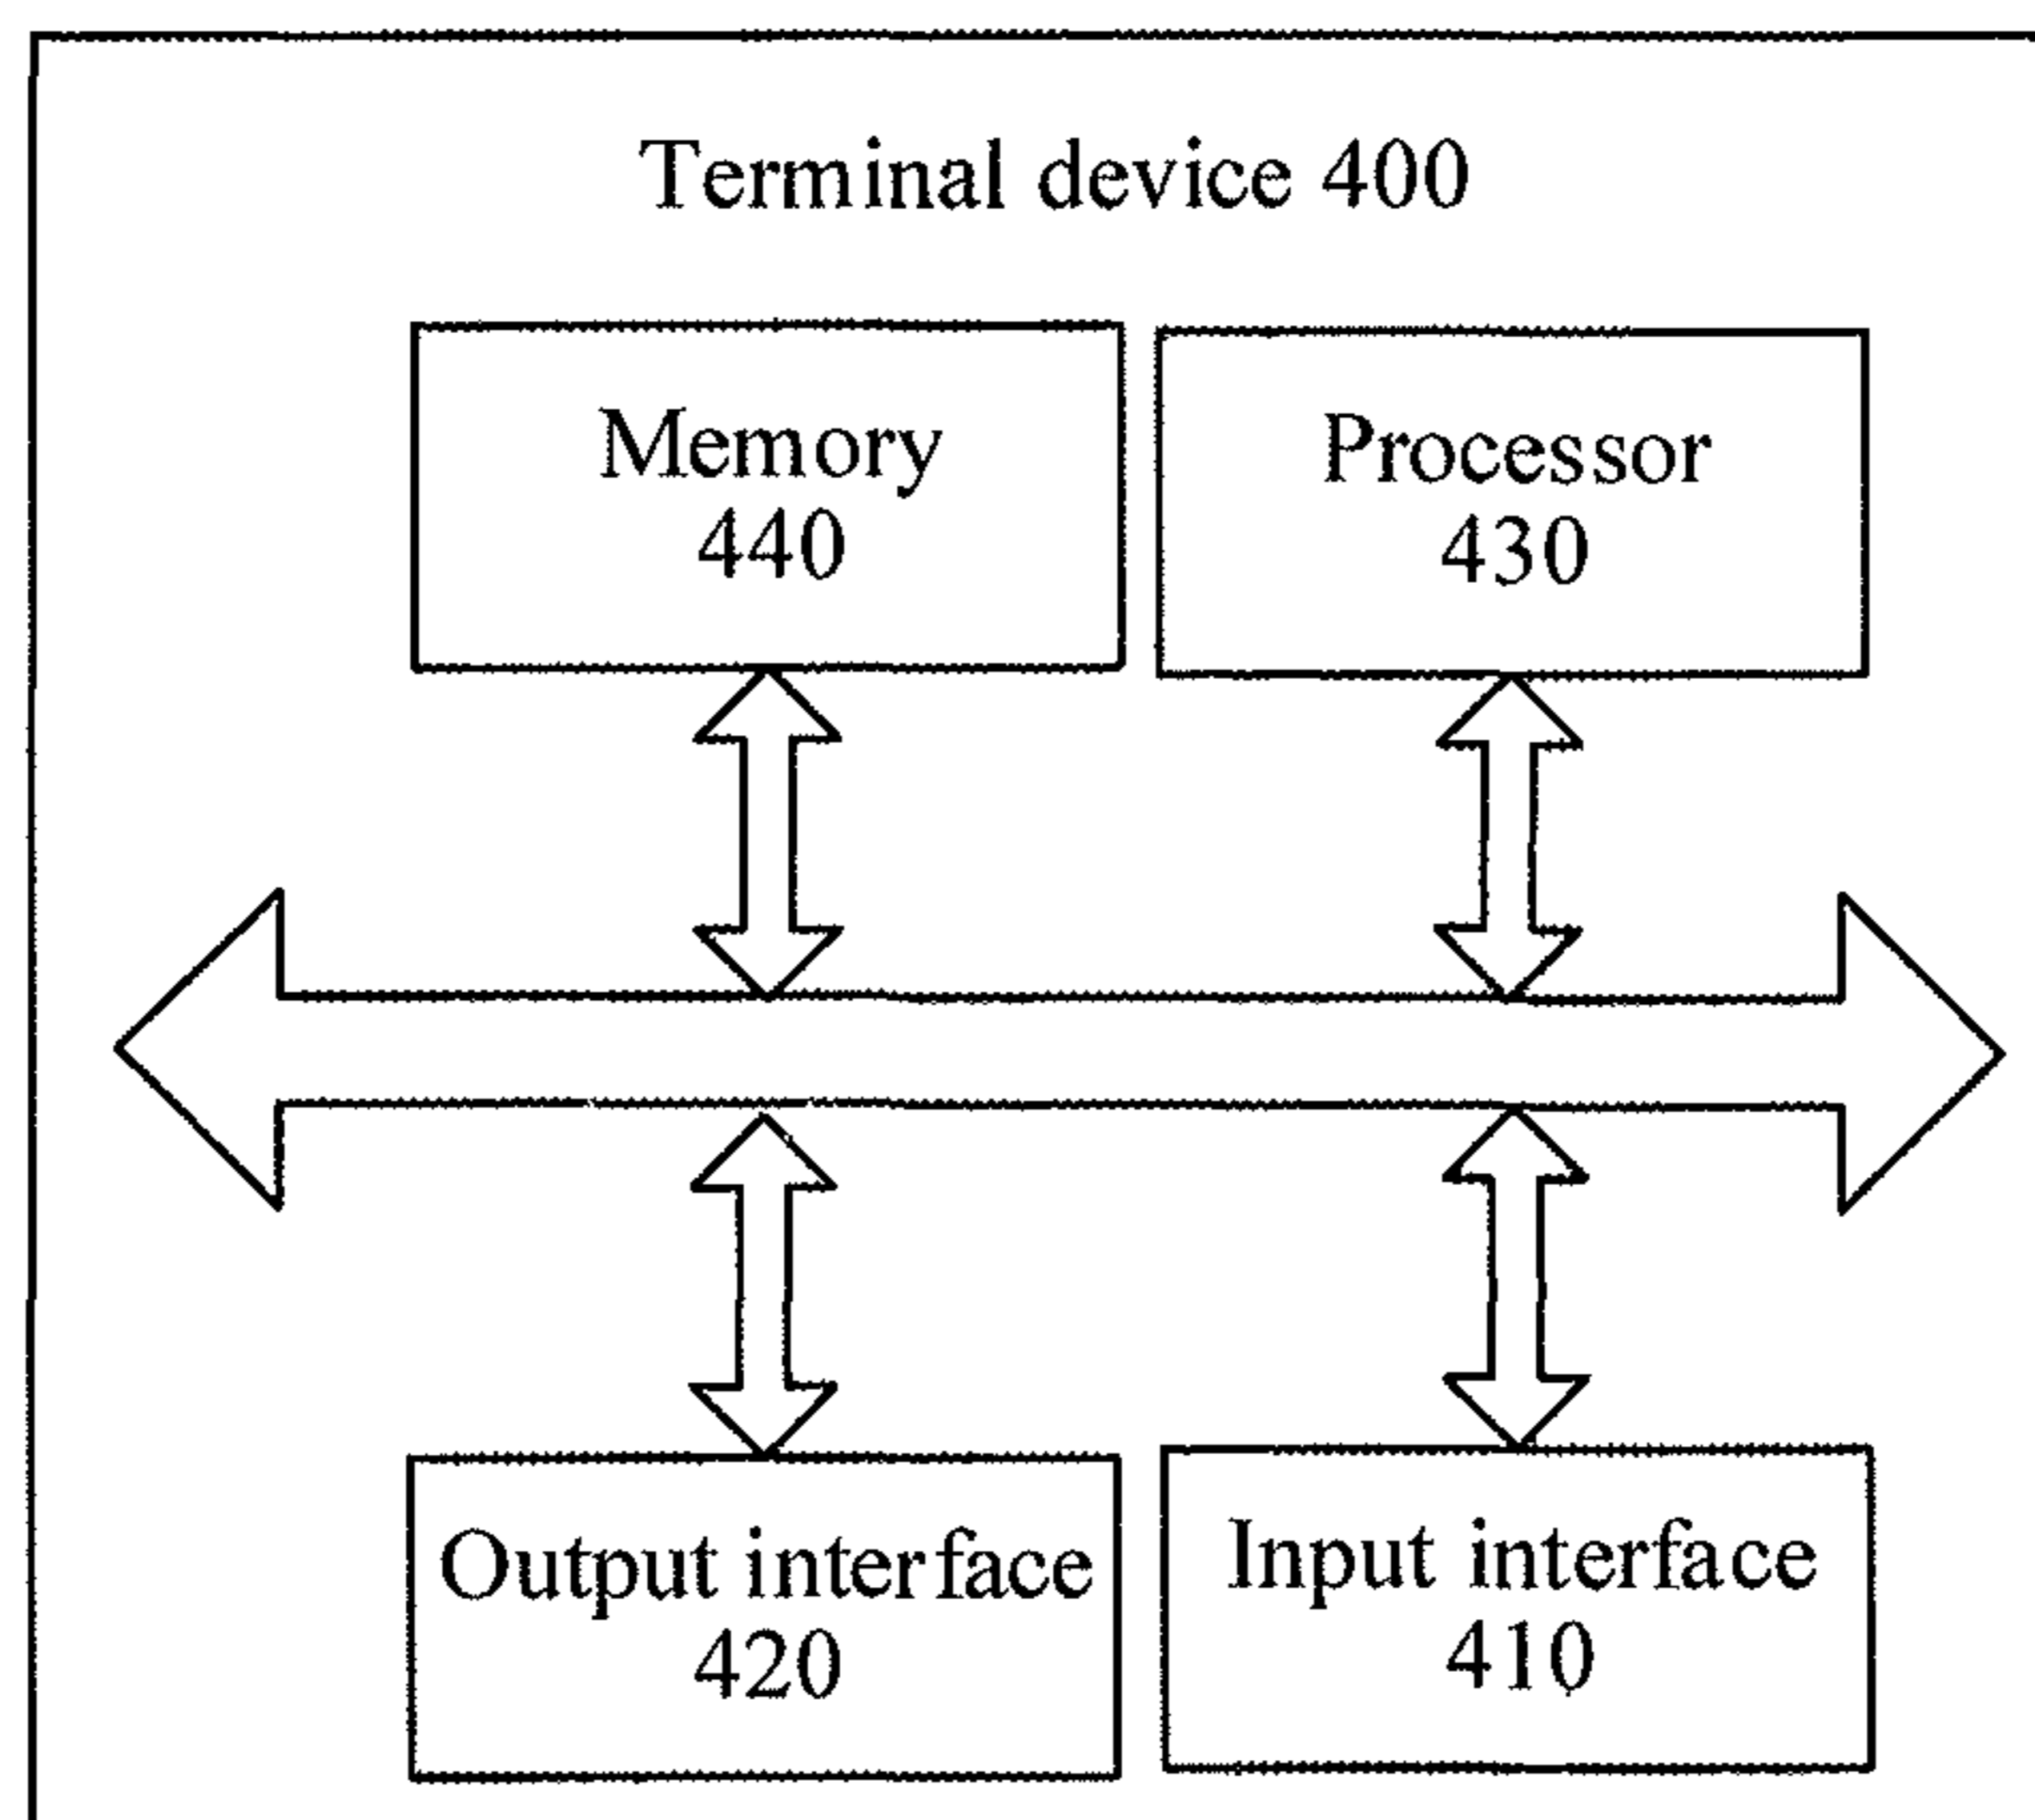 Terminal device 400
Memory
440
Processor
430
Output interface
420
Input interface
410